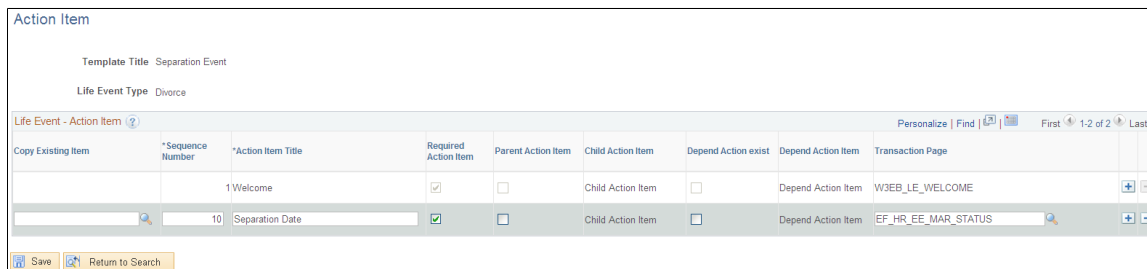 Action Item
Template Title Separation Event
Life Event Type Divorce
Life Event - Action Item ? Personalize | Find | | First 1-2 of 2 Last
Copy Existing Item *Sequence Number *Action Item Title Required Action Item Parent Action Item Child Action Item Depend Action exist Depend Action Item Transaction Page
1 Welcome Child Action Item Depend Action Item W3EB_LE_WELCOME
10 Separation Date Child Action Item Depend Action Item EF_HR_EE_MAR_STATUS
Save Return to Search